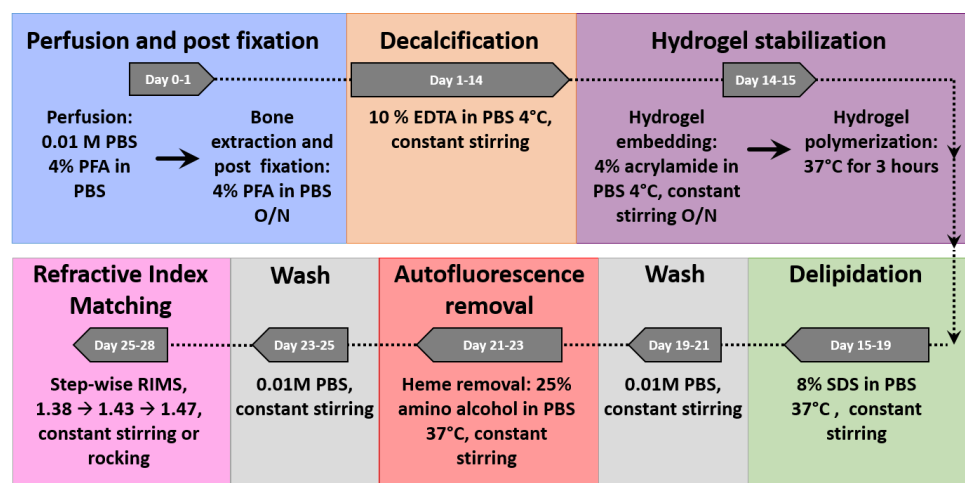 Perfusion and post fixation
Day 0-1
Perfusion:
0.01 M PBS
4% PFA in
PBS
Bone
extraction and
post fixation:
4% PFA in PBS
O/N
Decalcification
Day 1-14
10 % EDTA in PBS 4°C,
constant stirring
Hydrogel stabilization
Day 14-15
Hydrogel
embedding:
4% acrylamide in
PBS 4°C, constant
stirring O/N
Hydrogel
polymerization:
37°C for 3 hours
Delipidation
Day 15-19
8% SDS in PBS
37°C , constant
stirring
Wash
Day 19-21
0.01M PBS,
constant stirring
Autofluorescence
removal
Day 21-23
Heme removal: 25%
amino alcohol in PBS
37°C, constant
stirring
Wash
Day 23-25
0.01M PBS,
constant stirring
Refractive Index
Matching
Day 25-28
Step-wise RIMS,
1.38 → 1.43 → 1.47,
constant stirring or
rocking